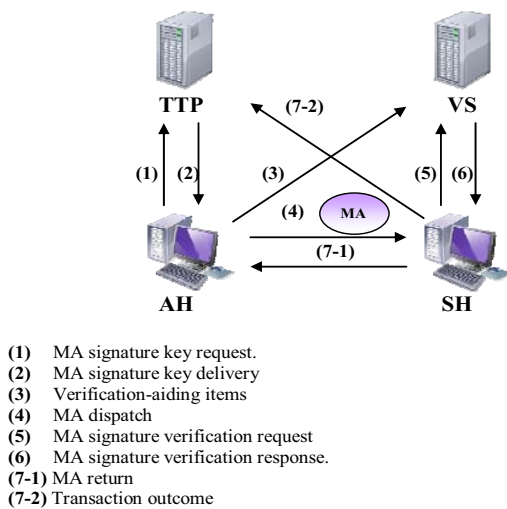 TTP
VS
(7-2)
(1)
(2)
(3)
(5)
(6)
(4)
MA
(7-1)
AH
SH
(1) MA signature key request.
(2) MA signature key delivery
(3) Verification-aiding items
(4) MA dispatch
(5) MA signature verification request
(6) MA signature verification response.
(7-1) MA return
(7-2) Transaction outcome